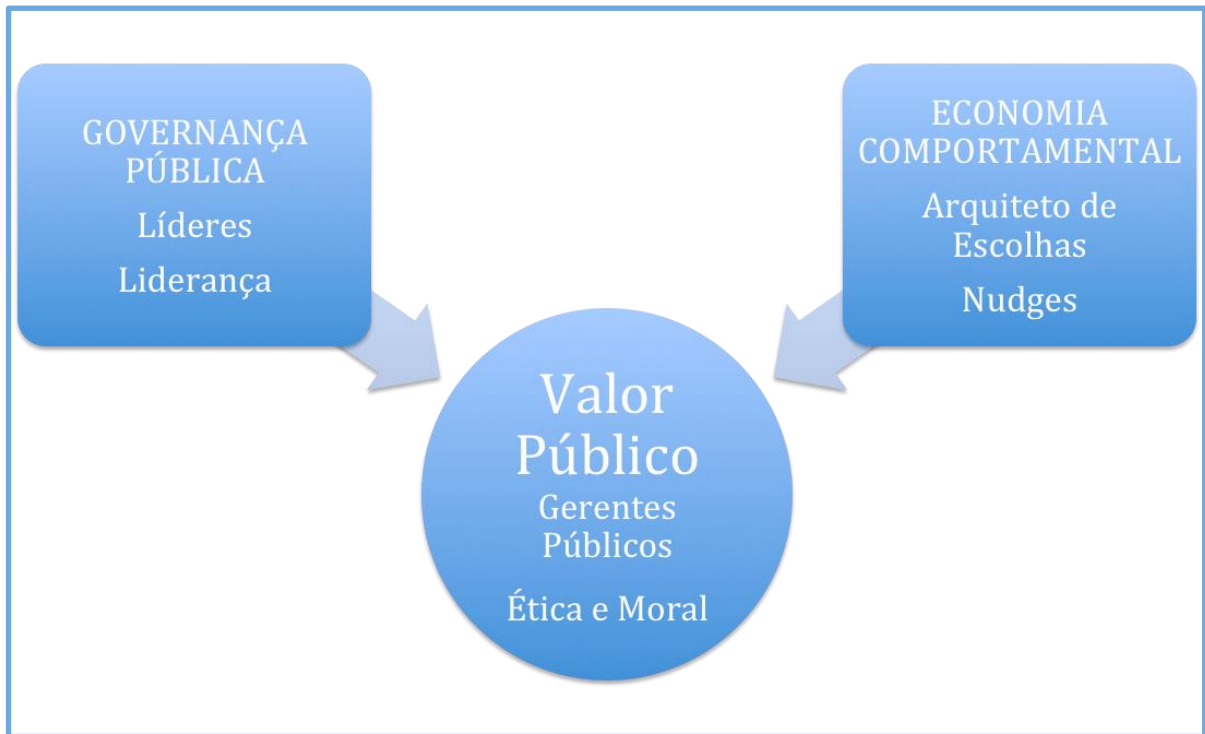 GOVERNANÇA
PÚBLICA
Líderes
Liderança
ECONOMIA
COMPORTAMENTAL
Arquiteto de
Escolhas
Nudges
Valor
Público
Gerentes
Públicos
Ética e Moral